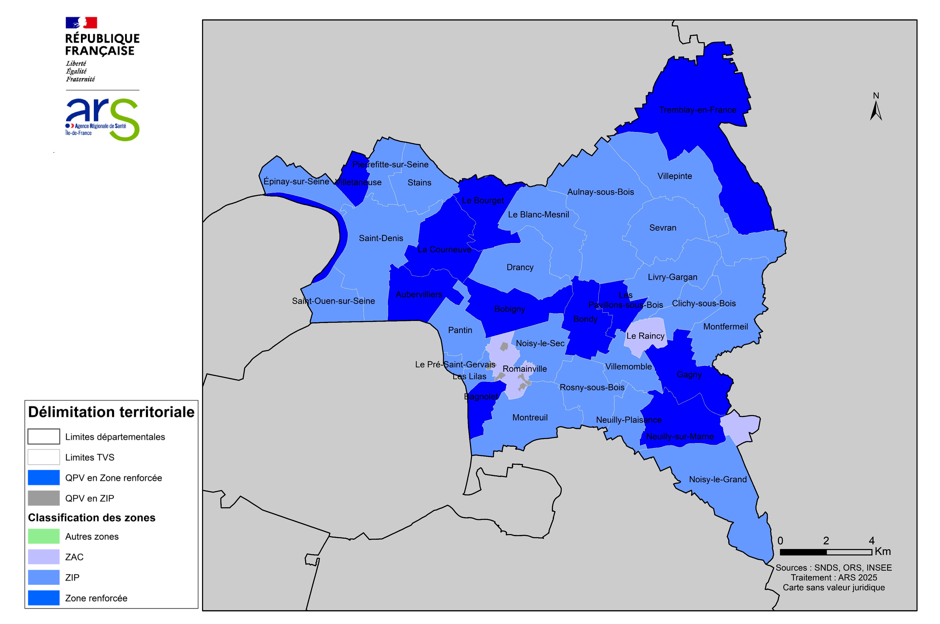 RÉPUBLIQUE
FRANÇAISE
Liberté
Égalité
Fraternité
ars
Agence Régionale de Santé
Île-de-France
Délimitation territoriale
Limites départementales
Limites TVS
QPV en Zone renforcée
QPV en ZIP
Classification des zones
Autres zones
ZAC
ZIP
Zone renforcée
N
Tremblay-en-France
Pierrefitte-sur-Seine
Épinay-sur-Seine
Villetaneuse
Stains
Villepinte
Aulnay-sous-Bois
Le Bourget
Le Blanc-Mesnil
Sevran
Saint-Denis
La Courneuve
Drancy
Livry-Gargan
Aubervilliers
Saint-Ouen-sur-Seine
Les
Pavillons-sous-Bois
Clichy-sous-Bois
Bobigny
Bondy
Montfermeil
Pantin
Le Raincy
Noisy-le-Sec
Le Pré-Saint-Gervais
Romainville
Villemomble
Les Lilas
Gagny
Rosny-sous-Bois
Bagnolet
Montreuil
Neuilly-Plaisance
Neuilly-sur-Marne
Noisy-le-Grand
0 2 4
Km
Sources : SNDS, ORS, INSEE
Traitement : ARS 2025
Carte sans valeur juridique